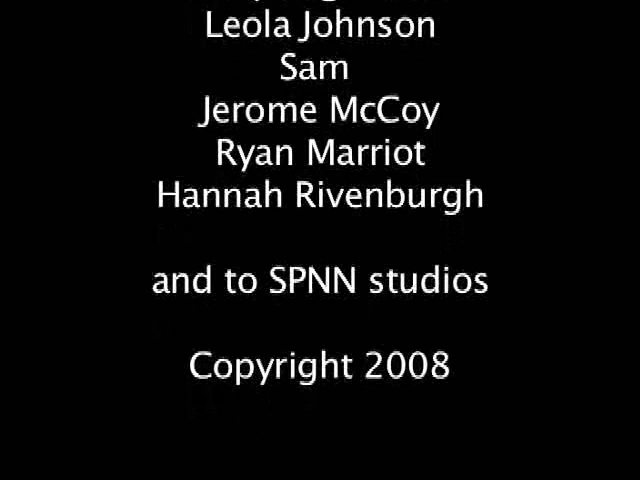 Leola Johnson
Sam
Jerome McCoy
Ryan Marriot
Hannah Rivenburgh
and to SPNN studios
Copyright 2008